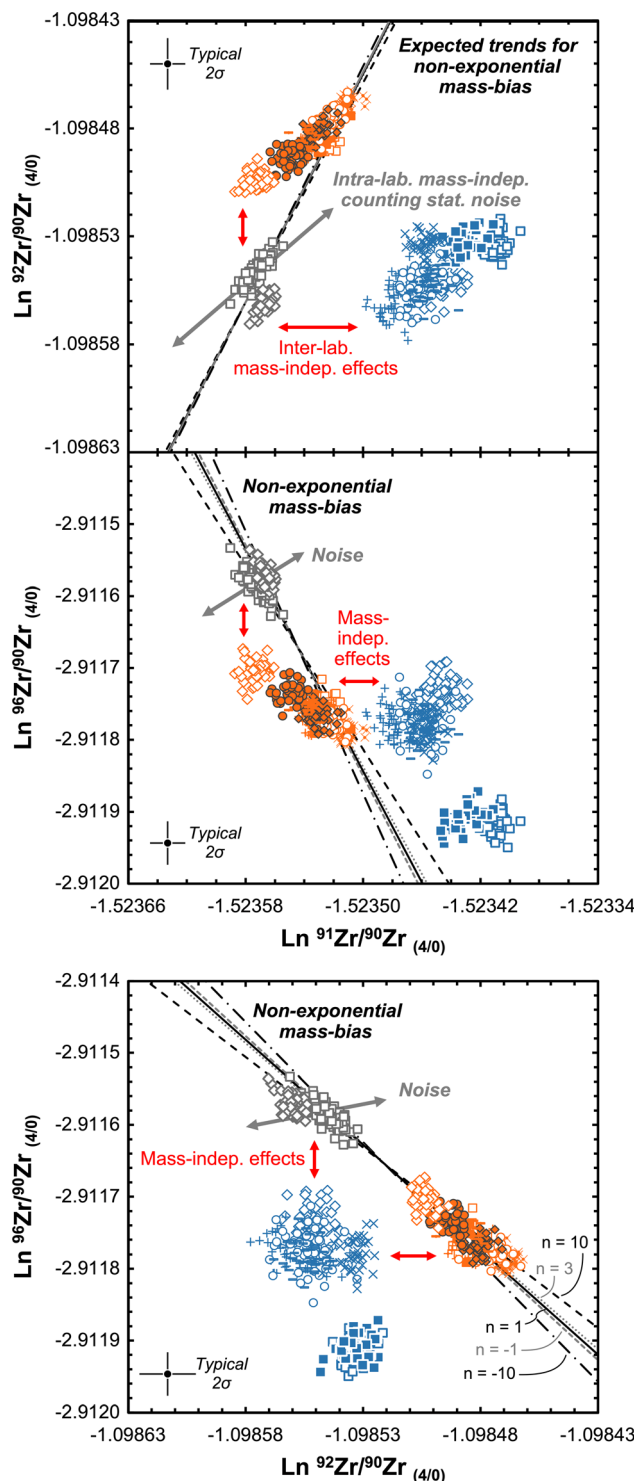 -1.09843
Typical
2σ
Expected trends for
non-exponential
mass-bias
-1.09848
Intra-lab. mass-indep.
counting stat. noise
Ln ⁹²Zr/⁹⁰Zr (4/0)
-1.09853
-1.09858
Inter-lab.
mass-indep. effects
-1.09863
Non-exponential
mass-bias
-2.9115
Noise
-2.9116
Mass-
indep.
effects
Ln ⁹⁶Zr/⁹⁰Zr (4/0)
-2.9117
-2.9118
-2.9119
Typical
2σ
-2.9120
-1.52366 -1.52358 -1.52350 -1.52342 -1.52334
Ln ⁹¹Zr/⁹⁰Zr (4/0)
-2.9114
Non-exponential
mass-bias
-2.9115
Noise
-2.9116
Mass-indep. effects
Ln ⁹⁶Zr/⁹⁰Zr (4/0)
-2.9117
n = 10
n = 3
-2.9118
n = 1
n = -1
n = -10
-2.9119
Typical
2σ
-2.9120
-1.09863 -1.09858 -1.09853 -1.09848 -1.09843
Ln ⁹²Zr/⁹⁰Zr (4/0)